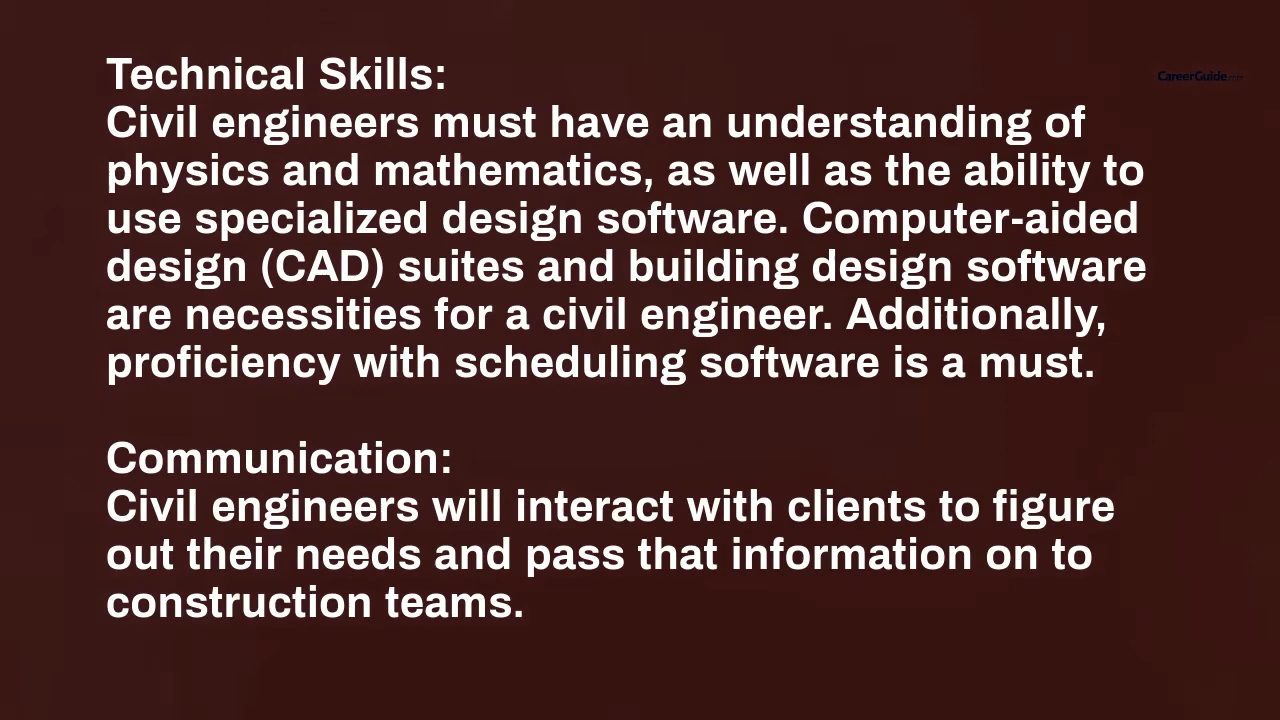 Technical Skills:
CareerGuide
Civil engineers must have an understanding of
physics and mathematics, as well as the ability to
use specialized design software. Computer-aided
design (CAD) suites and building design software
are necessities for a civil engineer. Additionally,
proficiency with scheduling software is a must.
Communication:
Civil engineers will interact with clients to figure
out their needs and pass that information on to
construction teams.